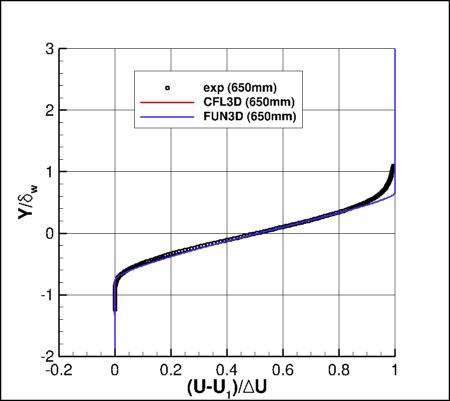 3
2
1
0
-1
-2
Y/δw
exp (650mm)
CFL3D (650mm)
FUN3D (650mm)
-0.2 0 0.2 0.4 0.6 0.8 1
(U-U1)/ΔU